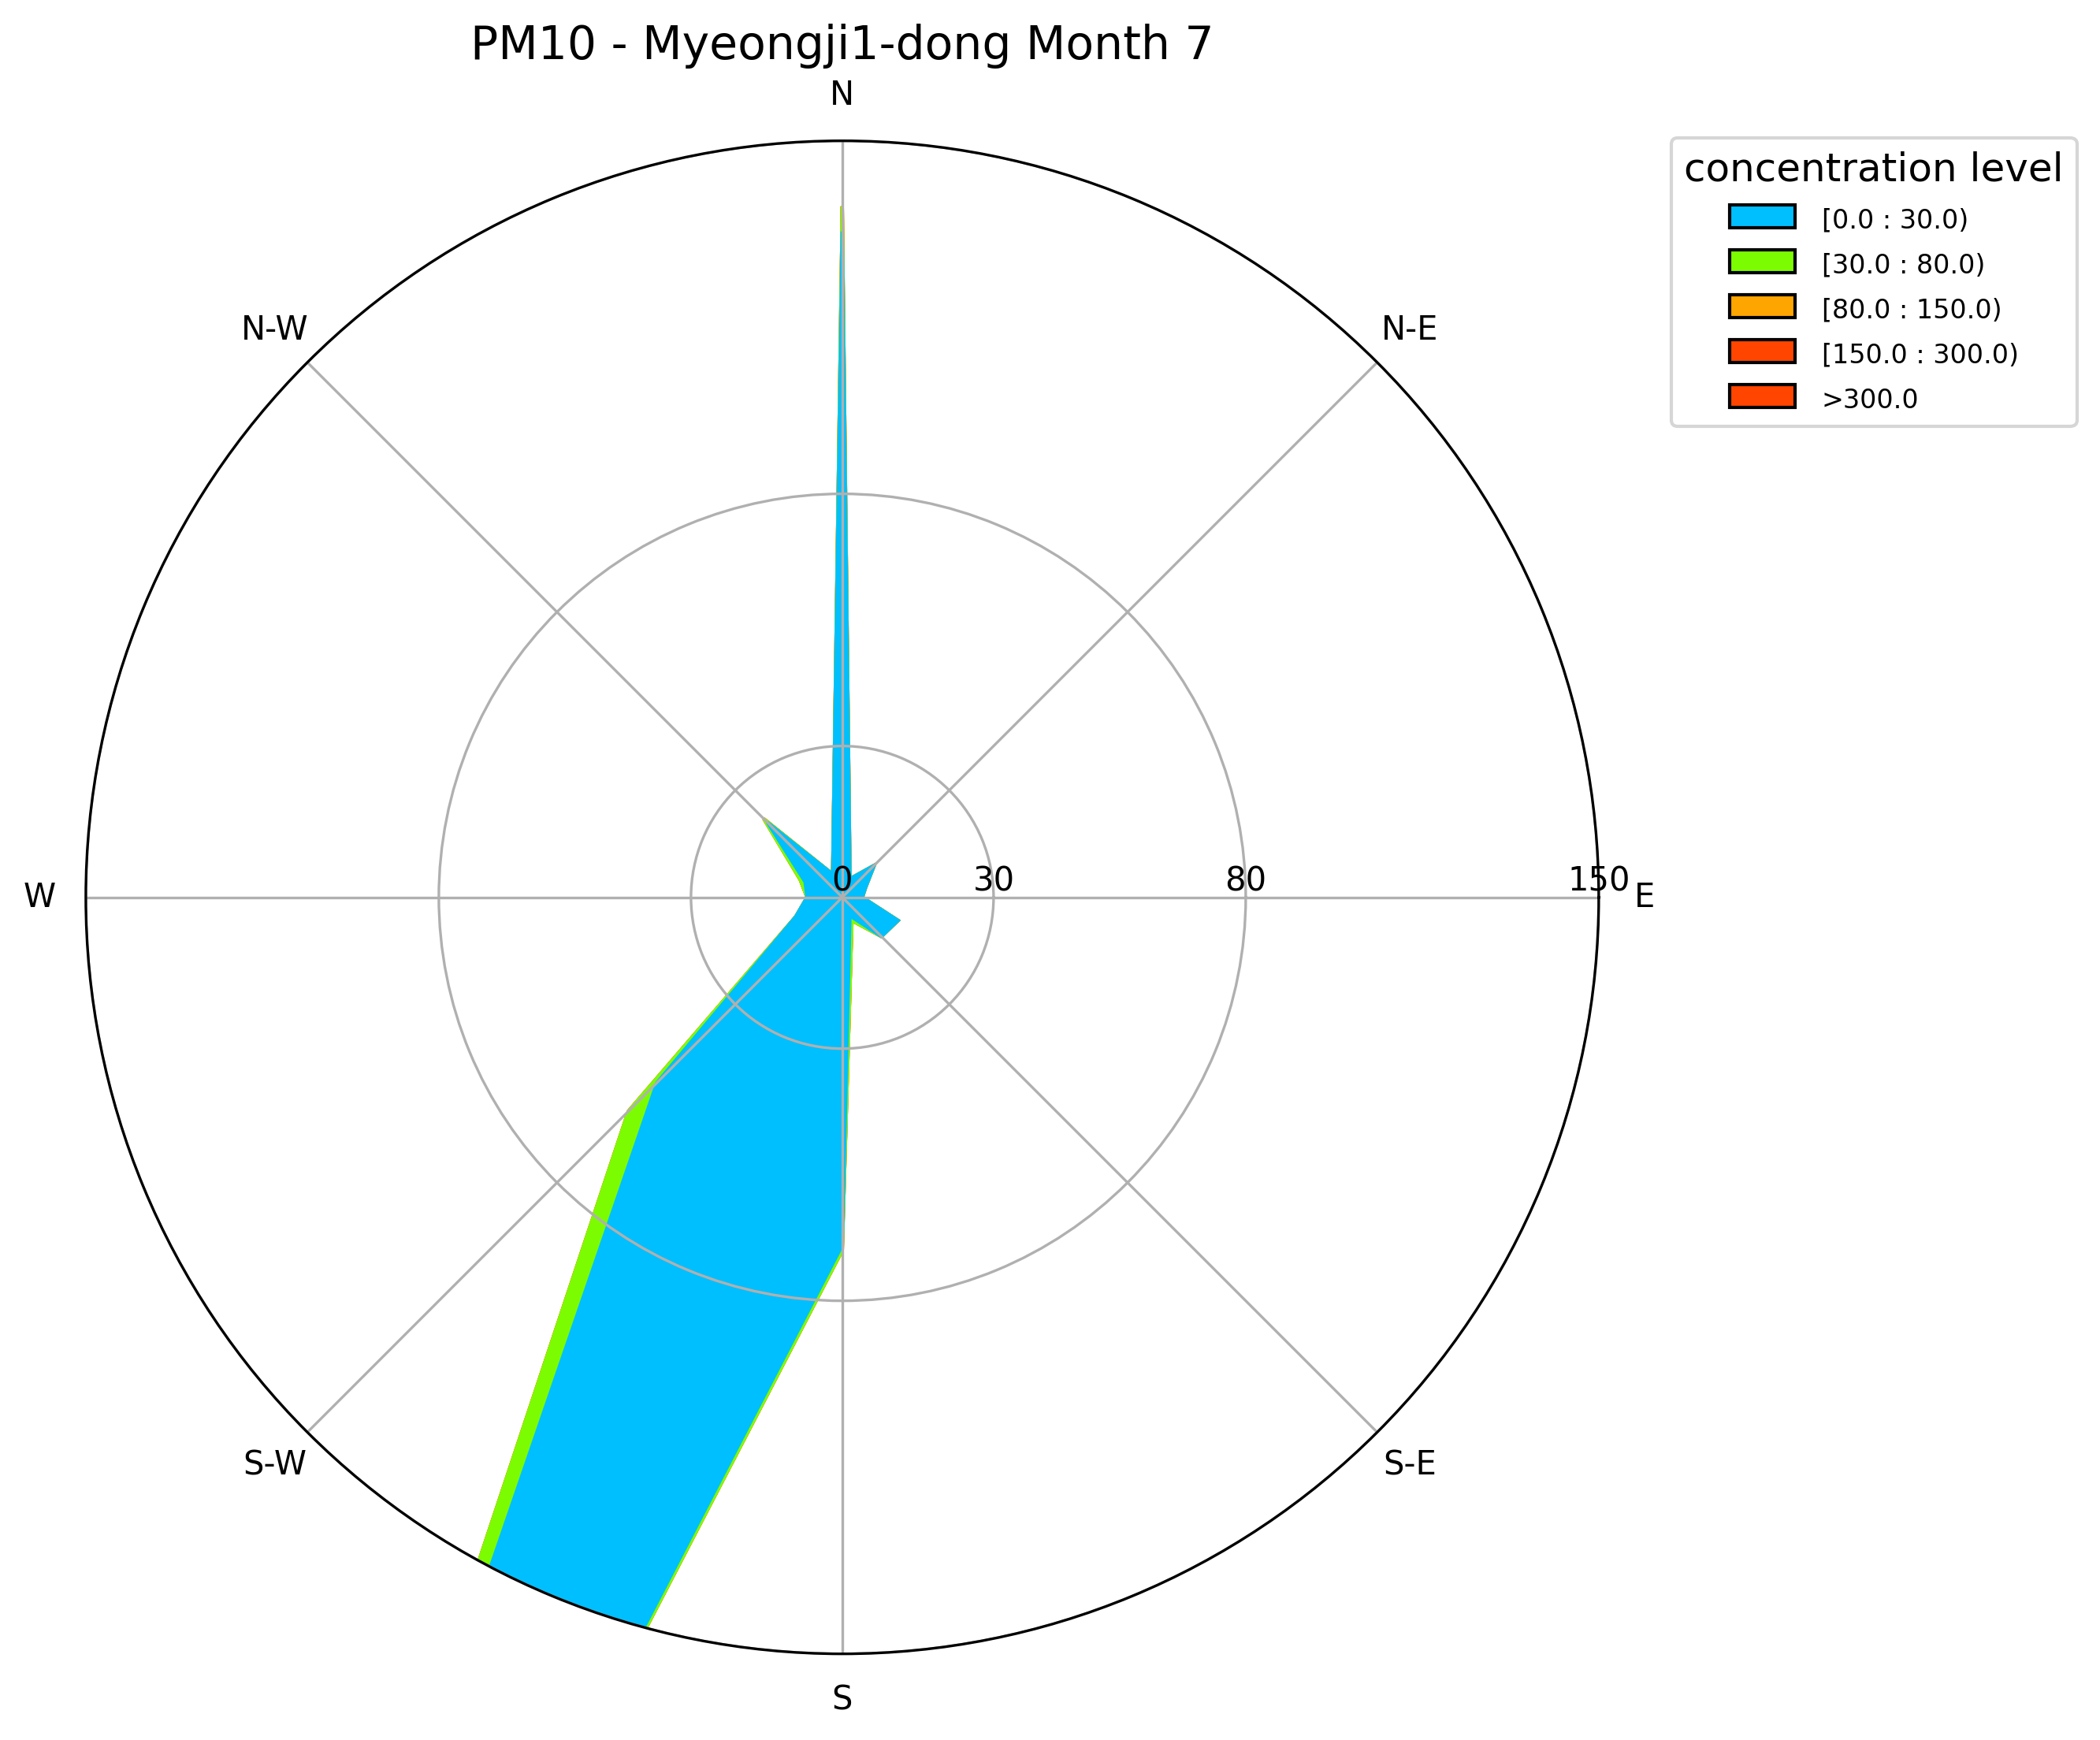 PM10 - Myeongji1-dong Month 7
N
concentration level
[0.0 : 30.0)
[30.0 : 80.0)
[80.0 : 150.0)
[150.0 : 300.0)
>300.0
N-W
N-E
0 30 80 150
W
E
S-W
S-E
S